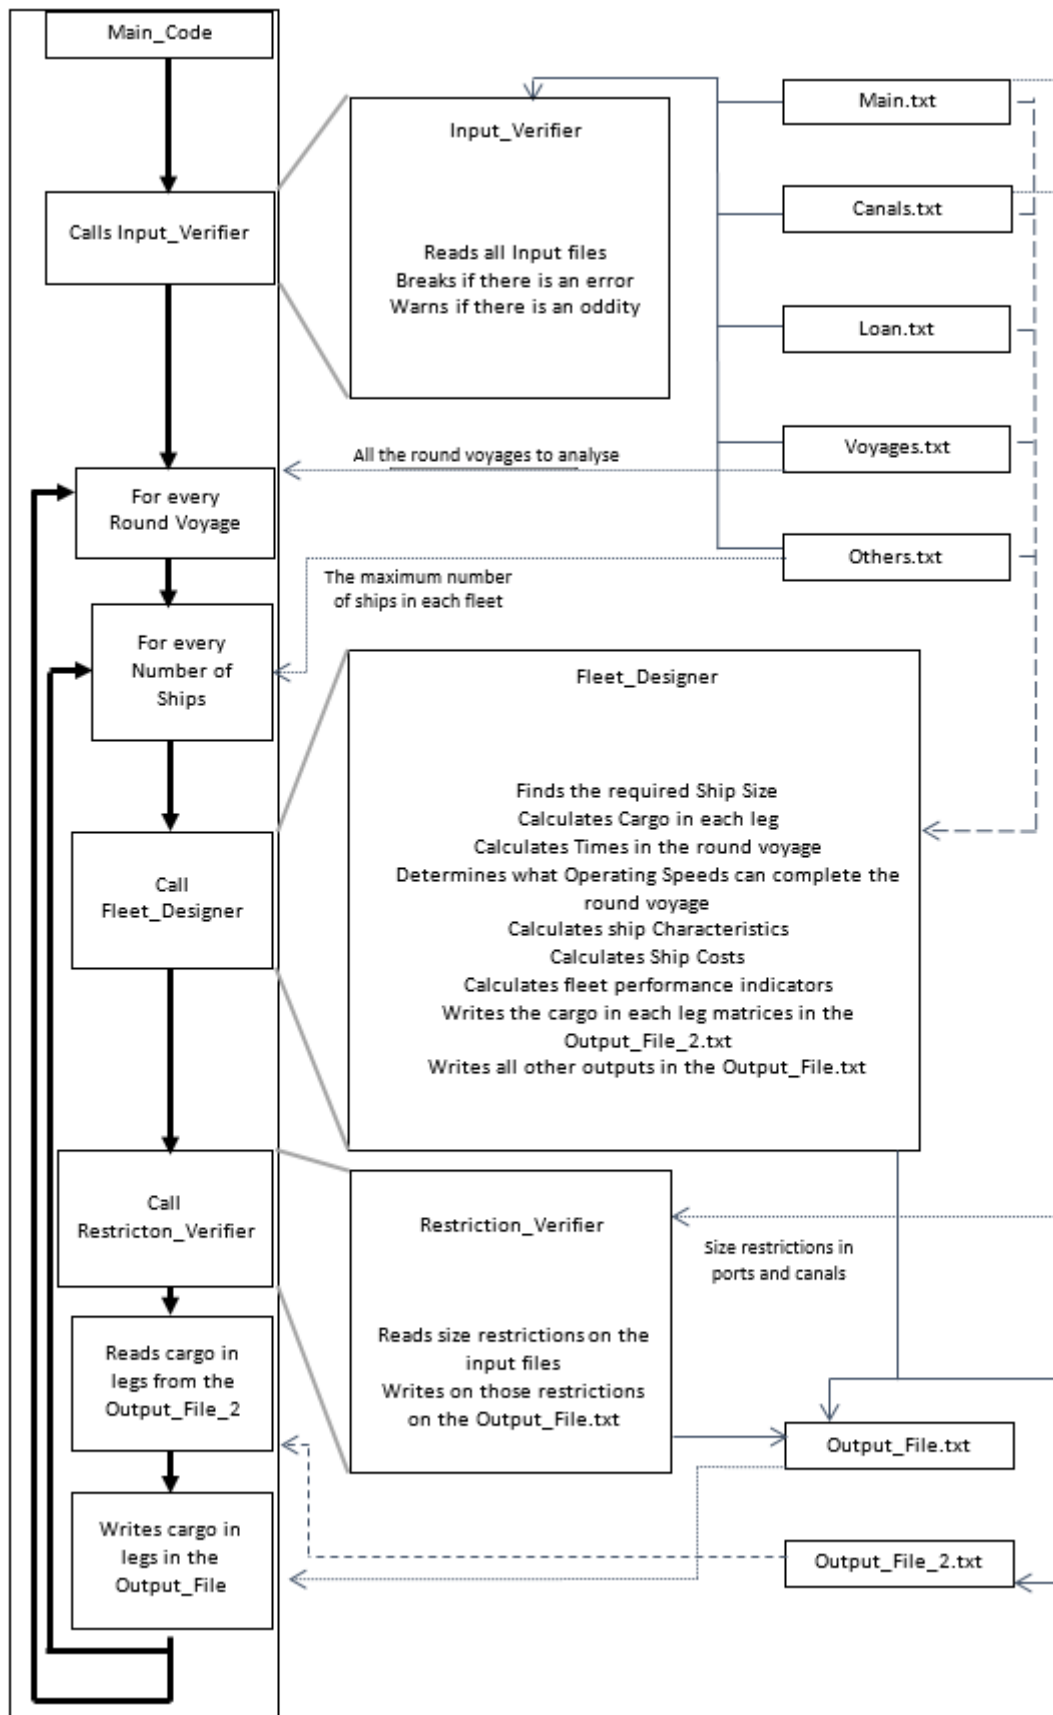 Main_Code
Calls Input_Verifier
For every
Round Voyage
For every
Number of
Ships
Call
Fleet_Designer
Call
Restricton_Verifier
Reads cargo in
legs from the
Output_File_2
Writes cargo in
legs in the
Output_File
Input_Verifier
Reads all Input files
Breaks if there is an error
Warns if there is an oddity
All the round voyages to analyse
The maximum number
of ships in each fleet
Fleet_Designer
Finds the required Ship Size
Calculates Cargo in each leg
Calculates Times in the round voyage
Determines what Operating Speeds can complete the
round voyage
Calculates ship Characteristics
Calculates Ship Costs
Calculates fleet performance indicators
Writes the cargo in each leg matrices in the
Output_File_2.txt
Writes all other outputs in the Output_File.txt
Restriction_Verifier
Reads size restrictions on the
input files
Writes on those restrictions
on the Output_File.txt
Size restrictions in
ports and canals
Main.txt
Canals.txt
Loan.txt
Voyages.txt
Others.txt
Output_File.txt
Output_File_2.txt